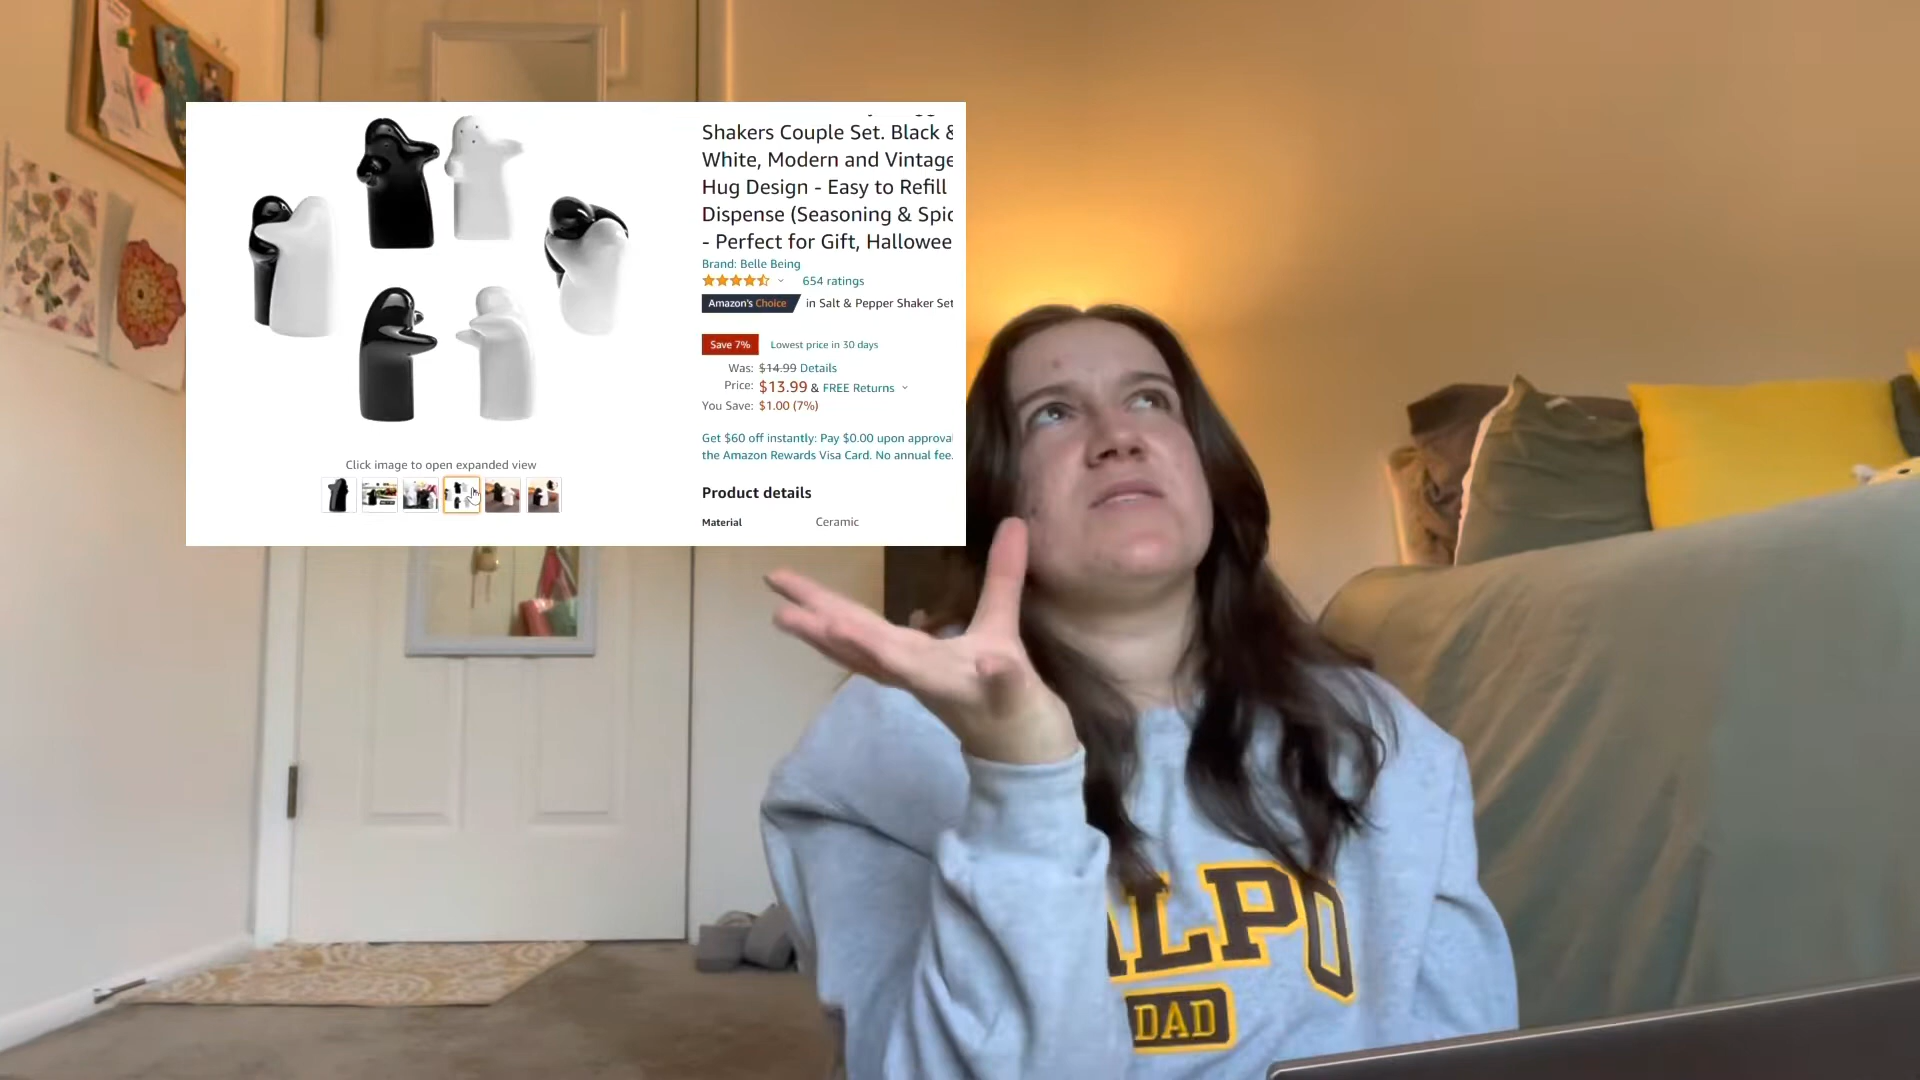 Shakers Couple Set. Black &
White, Modern and Vintage
Hug Design - Easy to Refill
Dispense (Seasoning & Spic
- Perfect for Gift, Hallowee
Brand: Belle Being
654 ratings
Amazon's Choice in Salt & Pepper Shaker Set
Save 7% Lowest price in 30 days
Was: $14.99 Details
Price: $13.99 & FREE Returns
You Save: $1.00 (7%)
Get $60 off instantly: Pay $0.00 upon approval
the Amazon Rewards Visa Card. No annual fee.
Click image to open expanded view
Product details
Material Ceramic
ALPO
DAD